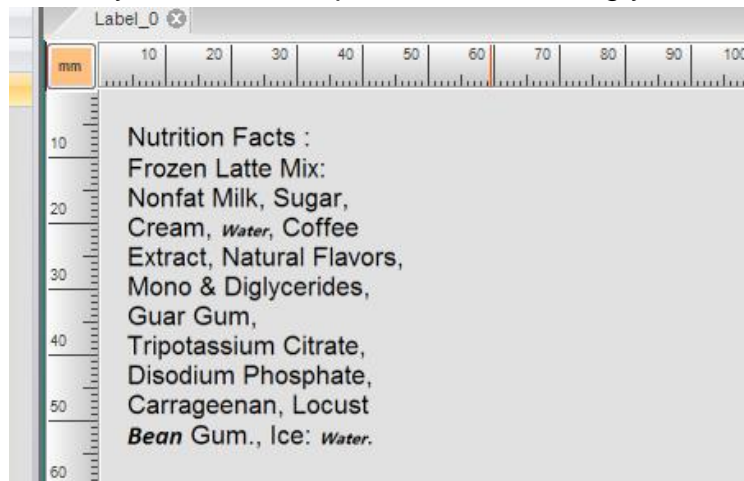 Label_0
mm
10 20 30 40 50 60 70 80 90 100
10
20
30
40
50
60
Nutrition Facts :
Frozen Latte Mix:
Nonfat Milk, Sugar,
Cream, Water, Coffee
Extract, Natural Flavors,
Mono & Diglycerides,
Guar Gum,
Tripotassium Citrate,
Disodium Phosphate,
Carrageenan, Locust
Bean Gum., Ice: Water.